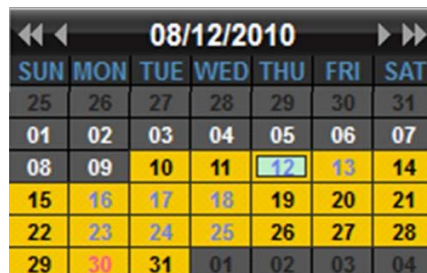 08/12/2010
SUN MON TUE WED THU FRI SAT
25 26 27 28 29 30 31
01 02 03 04 05 06 07
08 09 10 11 12 13 14
15 16 17 18 19 20 21
22 23 24 25 26 27 28
29 30 31 01 02 03 04